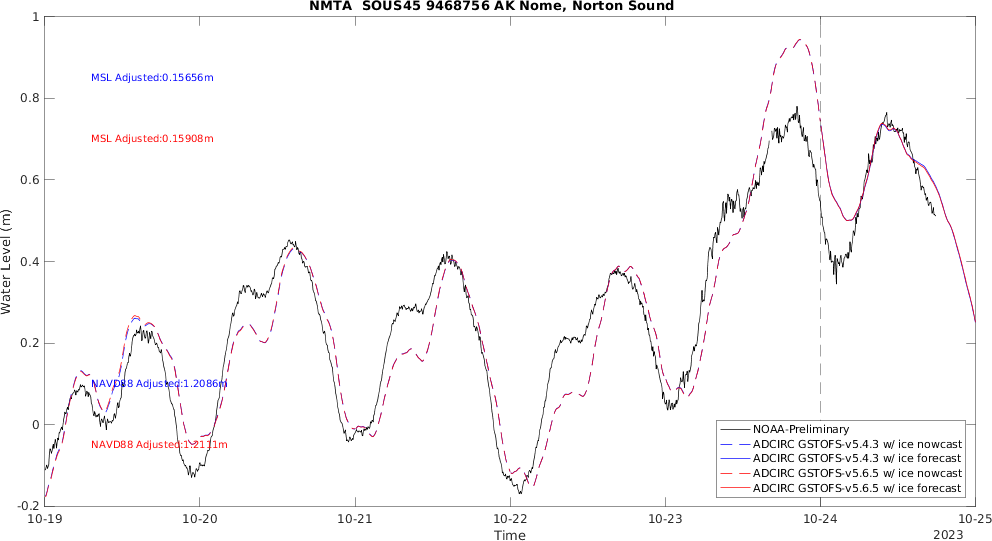 NMTA  SOUS45 9468756 AK Nome, Norton Sound
1
0.8
0.6
0.4
0.2
0
-0.2
Water Level (m)
MSL Adjusted:0.15656m
MSL Adjusted:0.15908m
NAVD88 Adjusted:1.2086m
NAVD88 Adjusted:1.2111m
NOAA-Preliminary
ADCIRC GSTOFS-v5.4.3 w/ ice nowcast
ADCIRC GSTOFS-v5.4.3 w/ ice forecast
ADCIRC GSTOFS-v5.6.5 w/ ice nowcast
ADCIRC GSTOFS-v5.6.5 w/ ice forecast
10-19 10-20 10-21 10-22 10-23 10-24 10-25
Time
2023